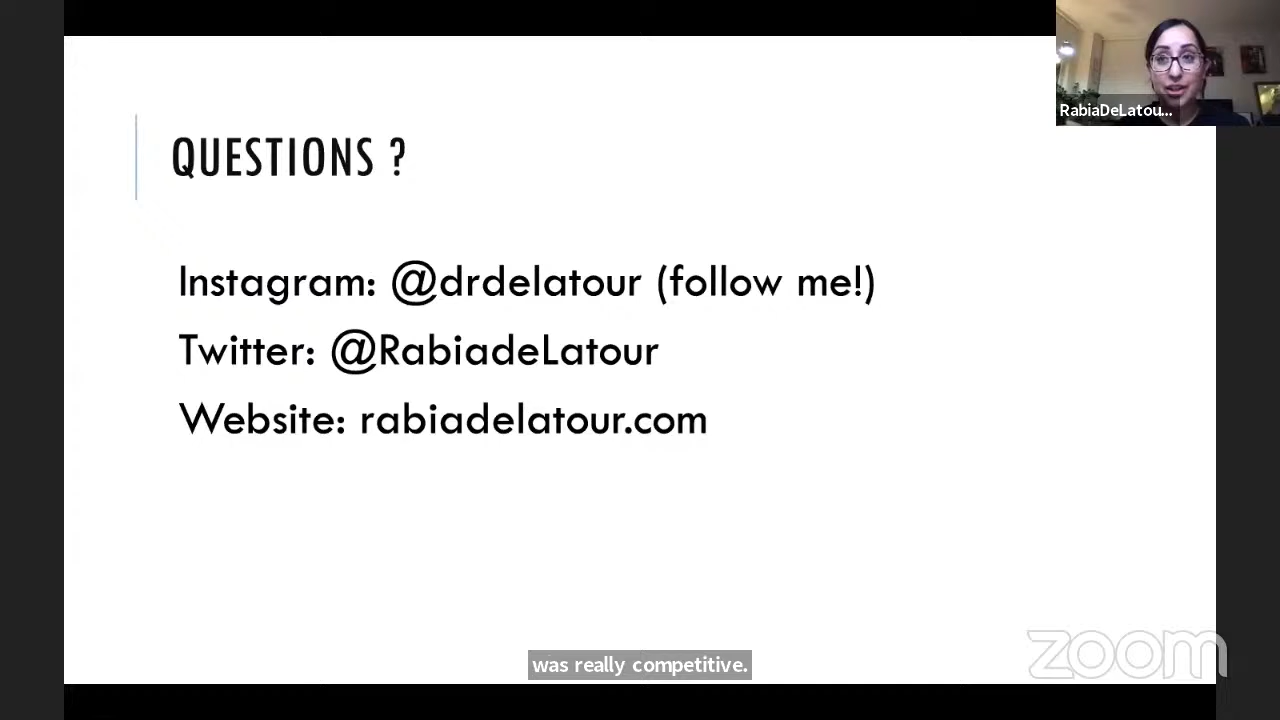 RabiaDeLatou...
QUESTIONS ?
Instagram: @drdelatour (follow me!)
Twitter: @RabiadeLatour
Website: rabiadelatour.com
was really competitive.
zoom